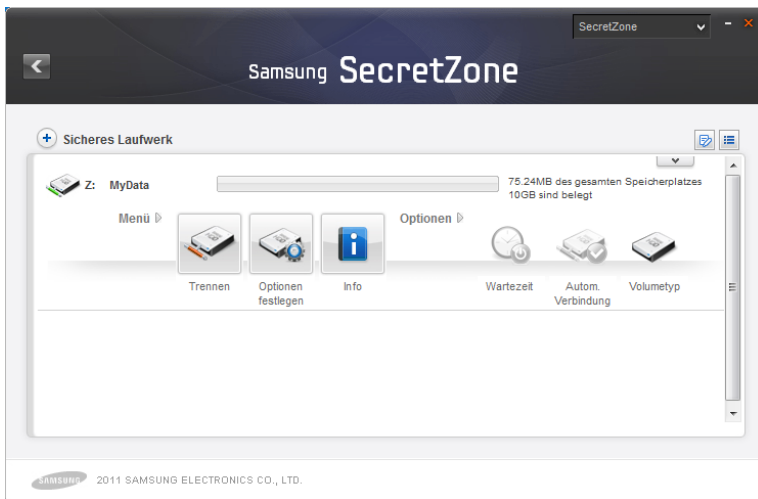 SecretZone
Samsung SecretZone
Sicheres Laufwerk
Z: MyData
75.24MB des gesamten Speicherplatzes
10GB sind belegt
Menü
Optionen
Trennen
Optionen
festlegen
Info
Wartezeit
Autom.
Verbindung
Volumetyp
SAMSUNG 2011 SAMSUNG ELECTRONICS CO., LTD.